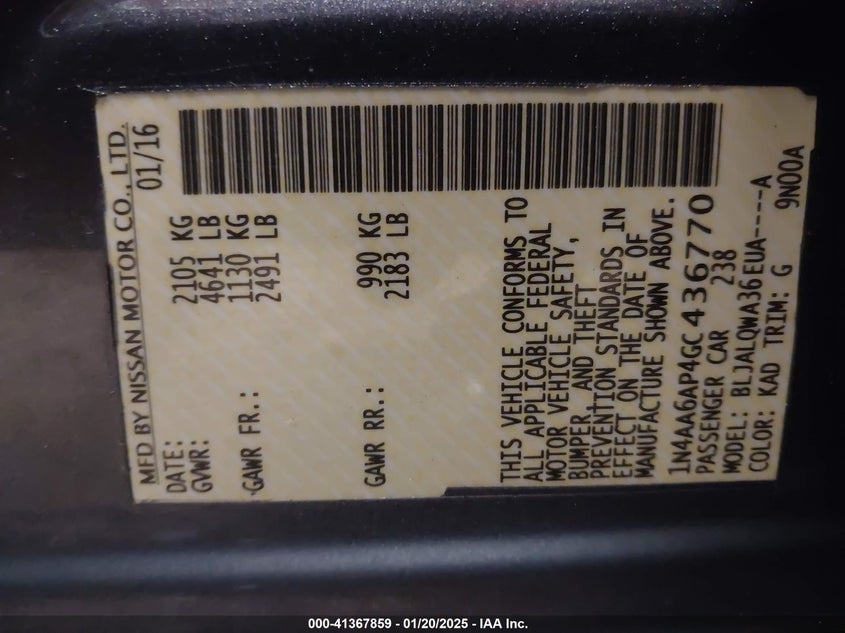 MFD BY NISSAN MOTOR CO., LTD.
DATE: 01/16
GVWR: 2105 KG
4641 LB
GAWR FR.: 1130 KG
2491 LB
GAWR RR.: 990 KG
2183 LB
THIS VEHICLE CONFORMS TO
ALL APPLICABLE FEDERAL
MOTOR VEHICLE SAFETY,
BUMPER, AND THEFT
PREVENTION STANDARDS IN
EFFECT ON THE DATE OF
MANUFACTURE SHOWN ABOVE.
1N4AA6AP4GC436770
PASSENGER CAR 238
MODEL: BLJALQWA36EUA----A
COLOR: KAD TRIM: G 9N00A
000-41367859 - 01/20/2025 - IAA Inc.